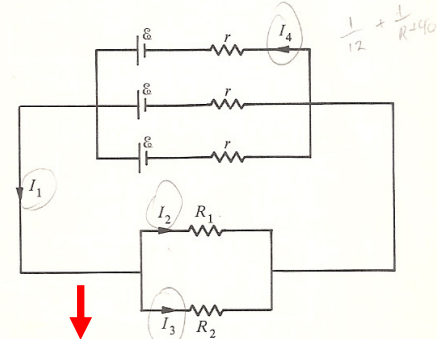 ℰ r I₄
1/12 + 1/R+40
ℰ r
ℰ r
I₁
I₂ R₁
I₃ R₂